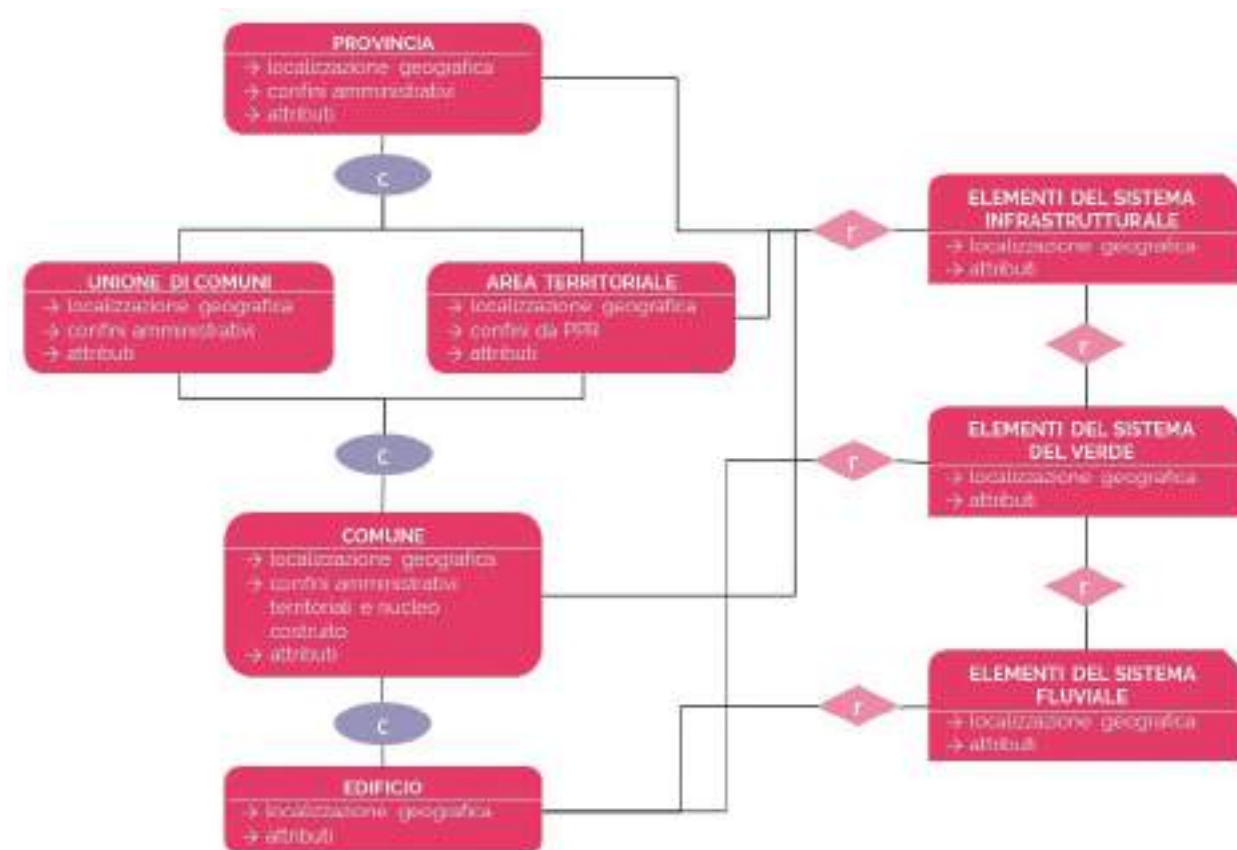 PROVINCIA
→ localizzazione geografica
→ confini amministrativi
→ attributi
c
UNIONE DI COMUNI
→ localizzazione geografica
→ confini amministrativi
→ attributi
AREA TERRITORIALE
→ localizzazione geografica
→ confini da PPR
→ attributi
c
COMUNE
→ localizzazione geografica
→ confini amministrativi
territoriali e nucleo
costruito
→ attributi
c
EDIFICIO
→ localizzazione geografica
→ attributi
r
ELEMENTI DEL SISTEMA
INFRASTRUTTURALE
→ localizzazione geografica
→ attributi
r
r
ELEMENTI DEL SISTEMA
DEL VERDE
→ localizzazione geografica
→ attributi
r
r
ELEMENTI DEL SISTEMA
FLUVIALE
→ localizzazione geografica
→ attributi